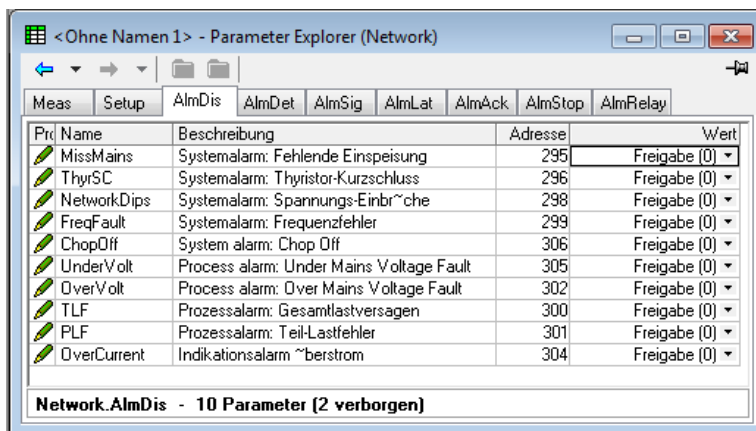 <Ohne Namen 1> - Parameter Explorer (Network)
Meas Setup AlmDis AlmDet AlmSig AlmLat AlmAck AlmStop AlmRelay
Pro Name Beschreibung Adresse Wert
MissMains Systemalarm: Fehlende Einspeisung 295 Freigabe (0)
ThyrSC Systemalarm: Thyristor-Kurzschluss 296 Freigabe (0)
NetworkDips Systemalarm: Spannungs-Einbr~che 298 Freigabe (0)
FreqFault Systemalarm: Frequenzfehler 299 Freigabe (0)
ChopOff System alarm: Chop Off 306 Freigabe (0)
UnderVolt Process alarm: Under Mains Voltage Fault 305 Freigabe (0)
OverVolt Process alarm: Over Mains Voltage Fault 302 Freigabe (0)
TLF Prozessalarm: Gesamtlastversagen 300 Freigabe (0)
PLF Prozessalarm: Teil-Lastfehler 301 Freigabe (0)
OverCurrent Indikationsalarm ~berstrom 304 Freigabe (0)
Network.AlmDis - 10 Parameter (2 verborgen)